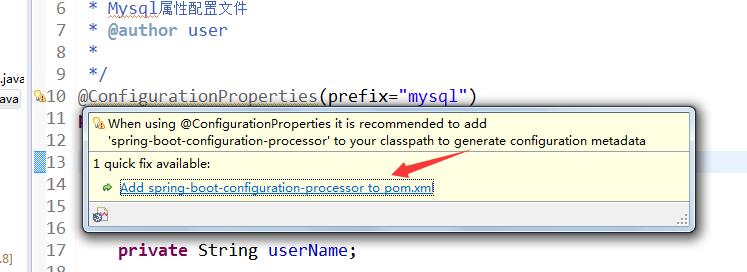 6 * Mysql属性配置文件
7 * @author user
8 *
9 */
.java
java
10 @ConfigurationProperties(prefix="mysql")
11 p
When using @ConfigurationProperties it is recommended to add
'spring-boot-configuration-processor' to your classpath to generate configuration metadata
1 quick fix available:
Add spring-boot-configuration-processor to pom.xml
12
13
14
15
16
17 private String userName;
.8]
18